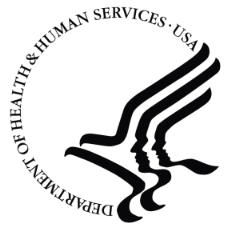 DEPARTMENT OF HEALTH & HUMAN SERVICES · USA